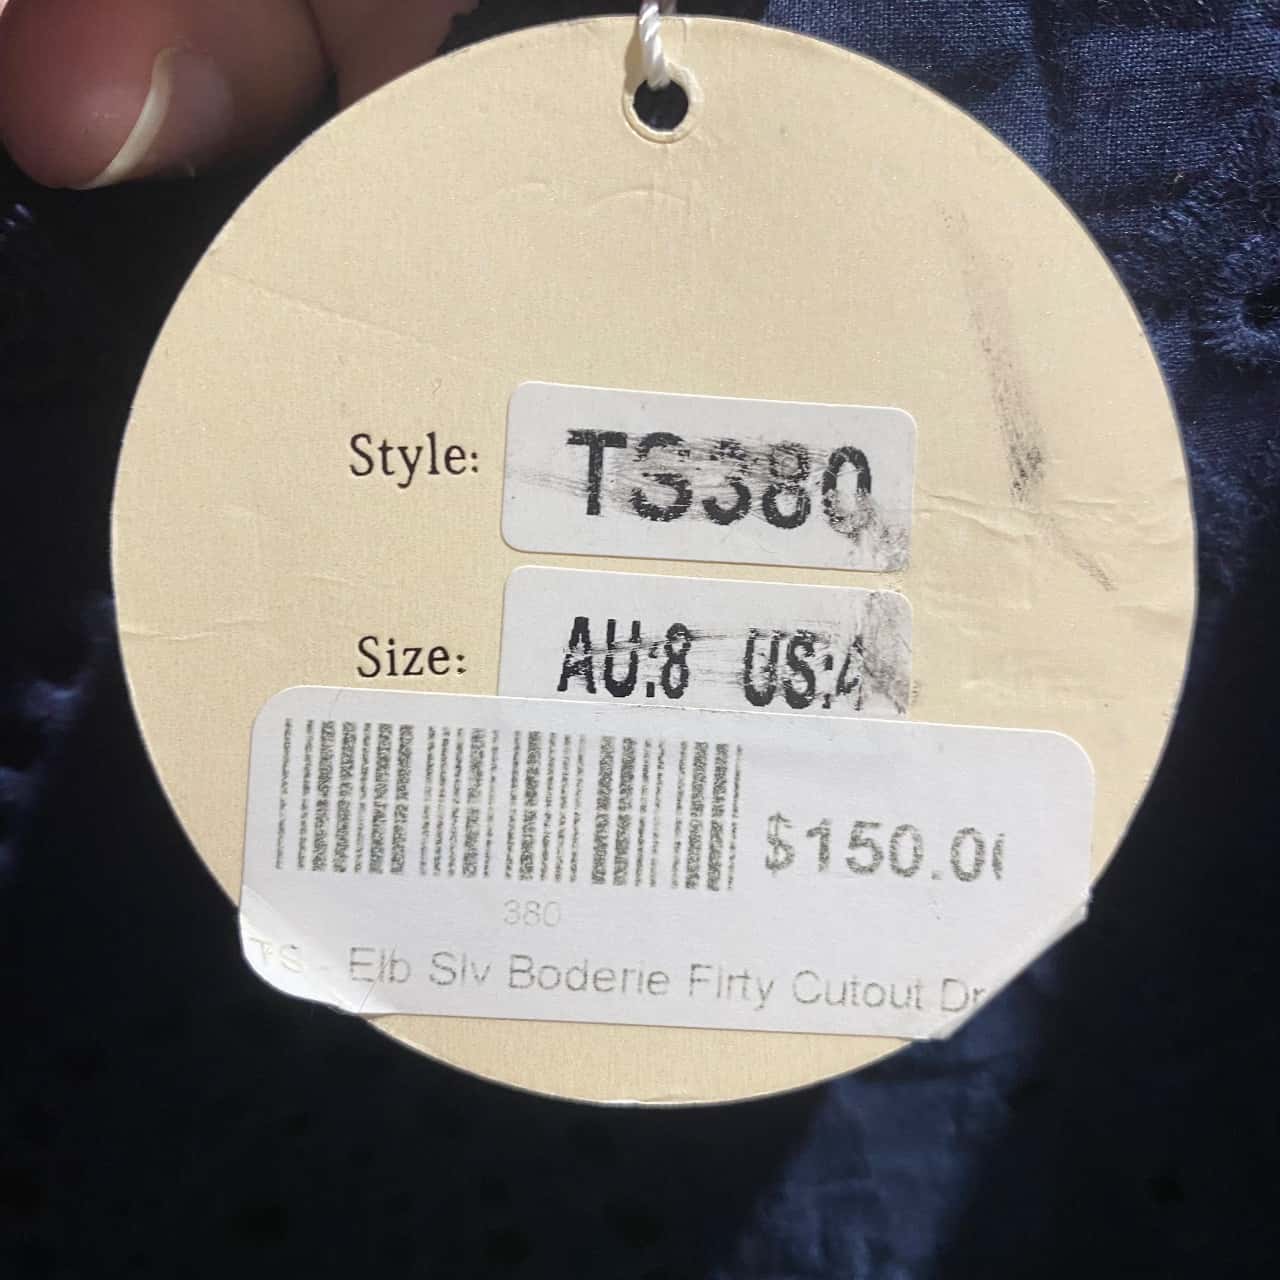 Style: TS380
Size: AU:8 US:4
$150.0
380
TS - Elb Slv Boderie Flrty Cutout Dr